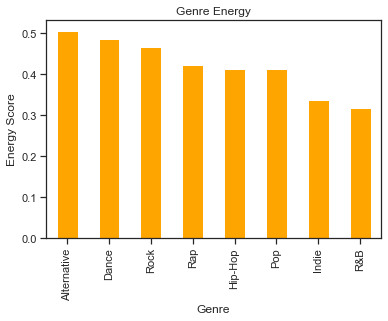 Genre Energy
Energy Score
0.5
0.4
0.3
0.2
0.1
0.0
Alternative
Dance
Rock
Rap
Hip-Hop
Pop
Indie
R&B
Genre